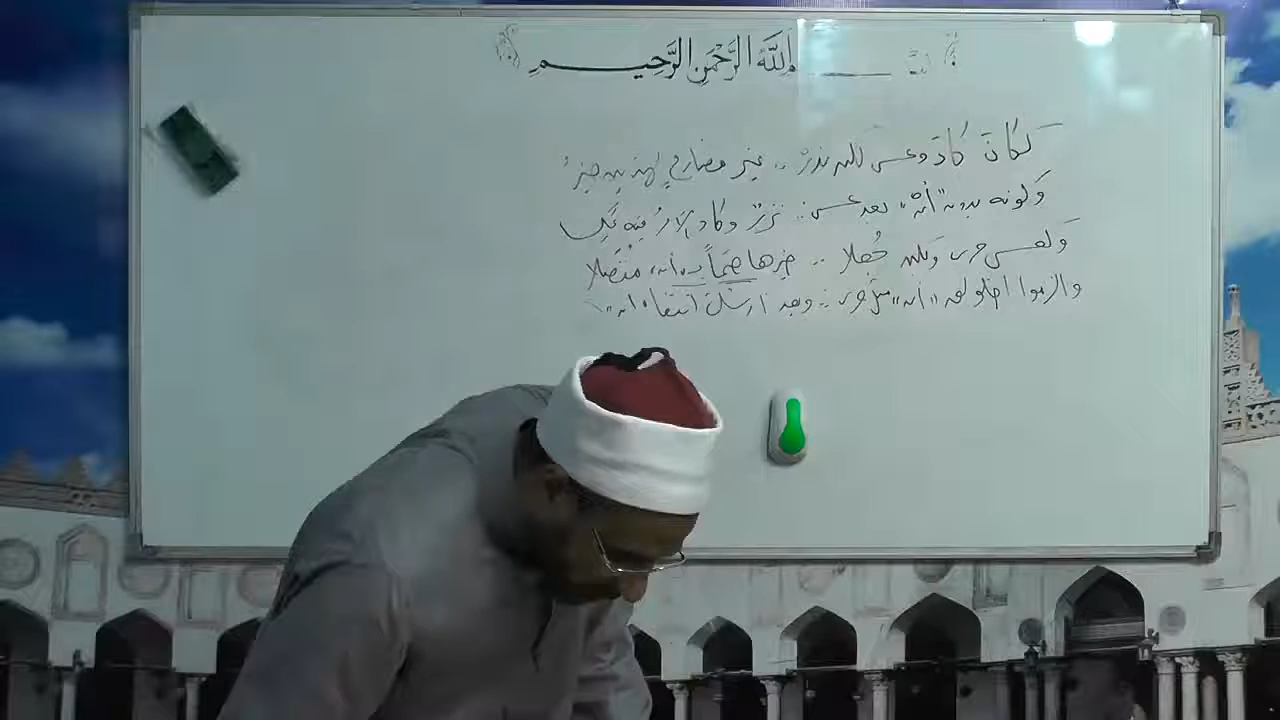 الله الرحمن الرحيم
ككان كاد وعسى لكن ندر .. غير مضارع لهذين خبر
وكونه بدون "أن" بعد عسى .. نزر وكاد الأمر فيه
وكعسى حرى ولكن جعلا .. خبرها حتماً بـ"أن" متصلا
والزموا اخلولق "أن" مثل حرى .. وبعد أوشك انتفا "أن"